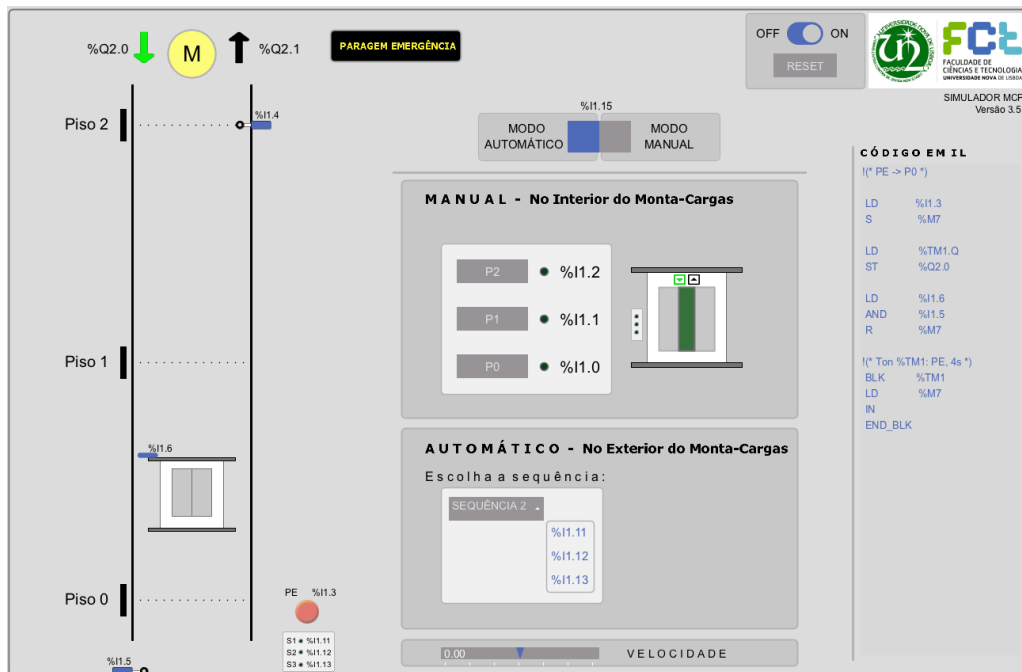 %Q2.0
M
%Q2.1
PARAGEM EMERGÊNCIA
OFF
ON
RESET
UNIVERSIDADE NOVA DE LISBOA
FCT
FACULDADE DE
CIÊNCIAS E TECNOLOGIA
UNIVERSIDADE NOVA DE LISBOA
SIMULADOR MCP
Versão 3.5
Piso 2
%I1.4
%I1.15
MODO
AUTOMÁTICO
MODO
MANUAL
MANUAL - No Interior do Monta-Cargas
P2
%I1.2
P1
%I1.1
P0
%I1.0
Piso 1
%I1.6
AUTOMÁTICO - No Exterior do Monta-Cargas
Escolha a sequência:
SEQUÊNCIA 2
%I1.11
%I1.12
%I1.13
Piso 0
PE %I1.3
S1 %I1.11
S2 %I1.12
S3 %I1.13
%I1.5
0.00
VELOCIDADE
CÓDIGO EM IL
!(* PE -> P0 *)
LD %I1.3
S %M7
LD %TM1.Q
ST %Q2.0
LD %I1.6
AND %I1.5
R %M7
!(* Ton %TM1: PE, 4s *)
BLK %TM1
LD %M7
IN
END_BLK